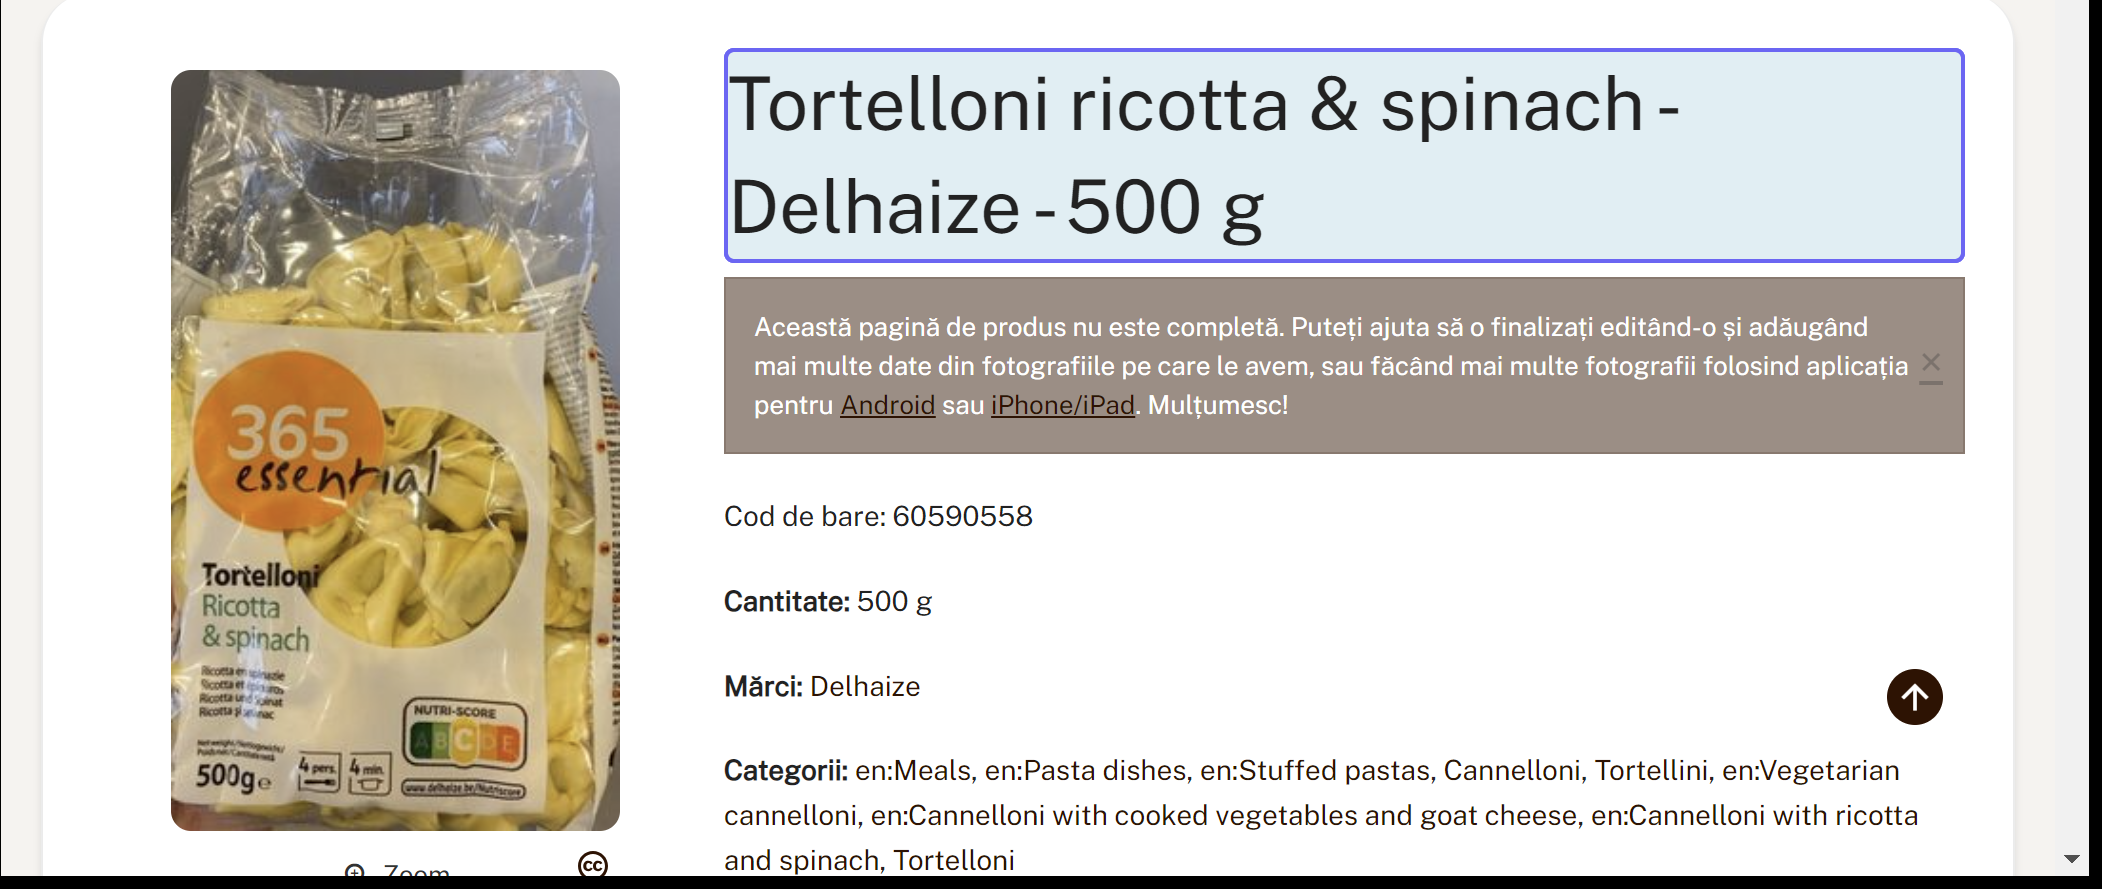 Tortelloni ricotta & spinach -
Delhaize - 500 g
Această pagină de produs nu este completă. Puteți ajuta să o finalizați editând-o și adăugând
mai multe date din fotografiile pe care le avem, sau făcând mai multe fotografii folosind aplicația
pentru Android sau iPhone/iPad. Mulțumesc!
Cod de bare: 60590558
Cantitate: 500 g
Mărci: Delhaize
Categorii: en:Meals, en:Pasta dishes, en:Stuffed pastas, Cannelloni, Tortellini, en:Vegetarian
cannelloni, en:Cannelloni with cooked vegetables and goat cheese, en:Cannelloni with ricotta
and spinach, Tortelloni
365
essential
Tortelloni
Ricotta
& spinach
Ricotta en spinazie
Ricotta et
Ricotta und Spinat
Ricotta și
NUTRI-SCORE
A B C D E
500g e
4 pers.
4 min.
www.delhaize.be/Nutriscore
Zoom
cc